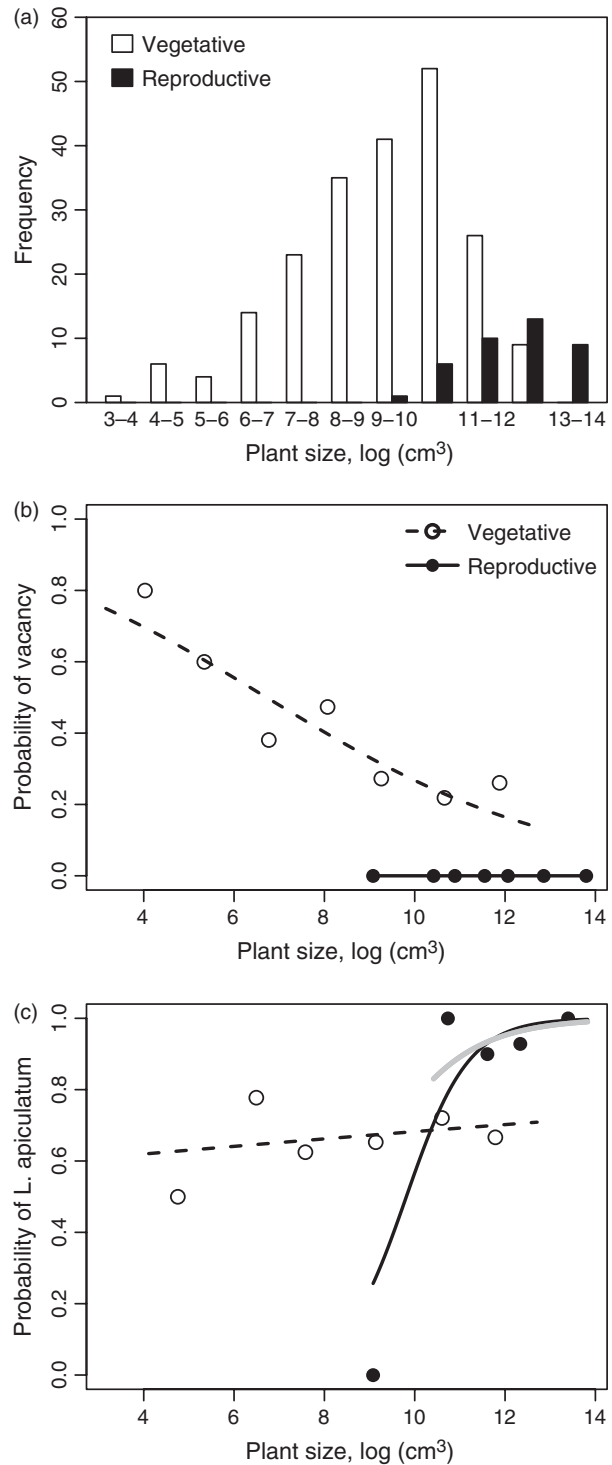 (a)
60
50
40
30
20
10
0
Frequency
Vegetative
Reproductive
3–4 4–5 5–6 6–7 7–8 8–9 9–10 11–12 13–14
Plant size, log (cm³)
(b)
1.0
0.8
0.6
0.4
0.2
0.0
Probability of vacancy
Vegetative
Reproductive
4 6 8 10 12 14
Plant size, log (cm³)
(c)
1.0
0.8
0.6
0.4
0.2
0.0
Probability of L. apiculatum
4 6 8 10 12 14
Plant size, log (cm³)